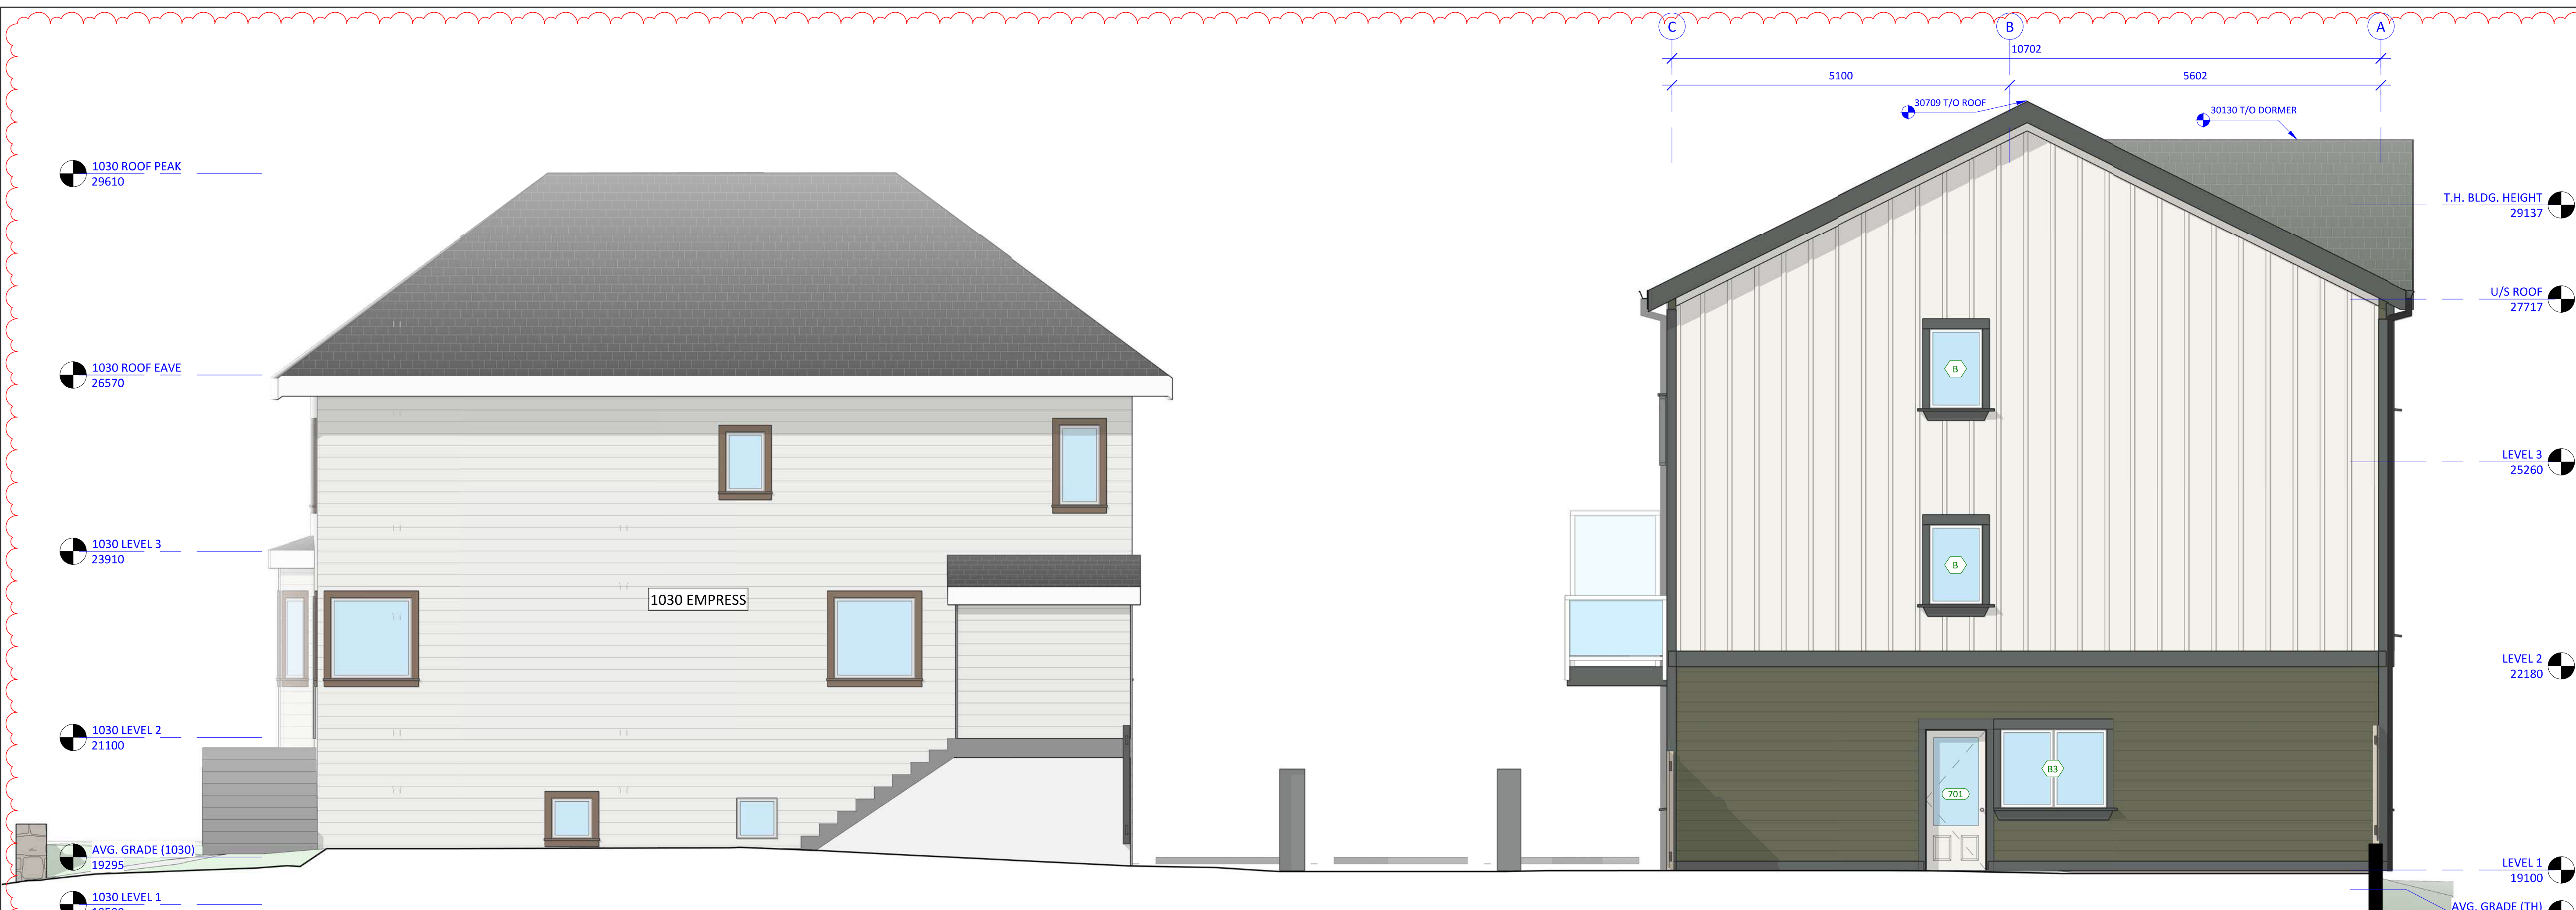 C
B
A
10702
5100
5602
30709 T/O ROOF
30130 T/O DORMER
1030 ROOF PEAK
29610
T.H. BLDG. HEIGHT
29137
U/S ROOF
27717
1030 ROOF EAVE
26570
B
LEVEL 3
25260
1030 LEVEL 3
23910
B
1030 EMPRESS
LEVEL 2
22180
1030 LEVEL 2
21100
B3
701
AVG. GRADE (1030)
19295
LEVEL 1
19100
1030 LEVEL 1
AVG. GRADE (TH)